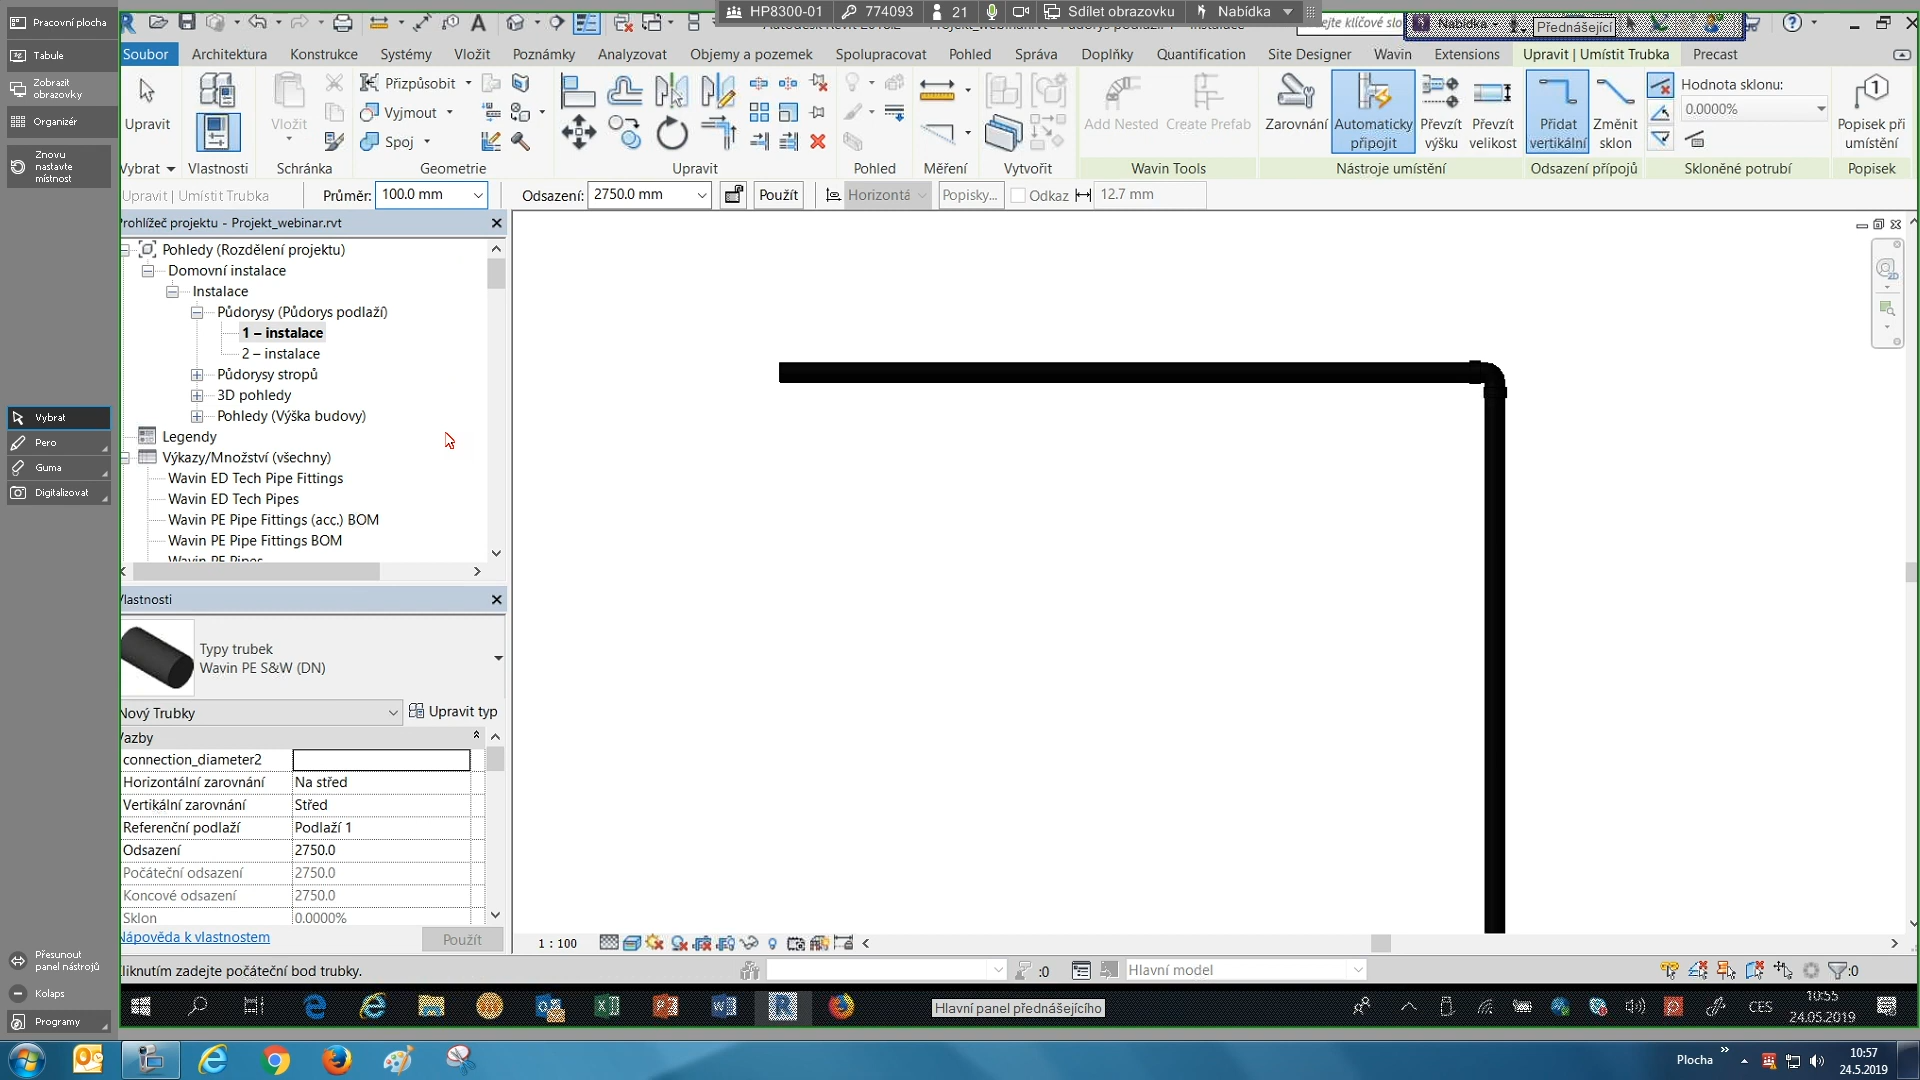 Pracovní plocha
Tabule
Zobrazit
obrazovky
Organizér
Znovu
nastavte
místnost
Vybrat
Pero
Guma
Digitalizovat
Přesunout
panel nástrojů
Kolaps
Programy
HP8300-01
774093
21
Sdílet obrazovku
Nabídka
Nabídka
Přednášející
Soubor
Architektura
Konstrukce
Systémy
Vložit
Poznámky
Analyzovat
Objemy a pozemek
Spolupracovat
Pohled
Správa
Doplňky
Quantification
Site Designer
Wavin
Extensions
Upravit | Umístit Trubka
Precast
Upravit
Vložit
Přizpůsobit
Vyjmout
Spoj
Add Nested
Create Prefab
Zarovnání
Automaticky
připojit
Převzít
výšku
Převzít
velikost
Přidat
vertikální
Změnit
sklon
Hodnota sklonu:
0.0000%
Popisek při
umístění
Vybrat
Vlastnosti
Schránka
Geometrie
Upravit
Pohled
Měření
Vytvořit
Wavin Tools
Nástroje umístění
Odsazení přípojů
Skloněné potrubí
Popisek
Upravit | Umístit Trubka
Průměr:
100.0 mm
Odsazení:
2750.0 mm
Použít
Horizontá
Popisky...
Odkaz
12.7 mm
rohlížeč projektu - Projekt_webinar.rvt
Pohledy (Rozdělení projektu)
Domovní instalace
Instalace
Půdorysy (Půdorys podlaží)
1 – instalace
2 – instalace
Půdorysy stropů
3D pohledy
Pohledy (Výška budovy)
Legendy
Výkazy/Množství (všechny)
Wavin ED Tech Pipe Fittings
Wavin ED Tech Pipes
Wavin PE Pipe Fittings (acc.) BOM
Wavin PE Pipe Fittings BOM
Wavin PE Pipes
lastnosti
Typy trubek
Wavin PE S&W (DN)
Nový Trubky
Upravit typ
azby
connection_diameter2
Horizontální zarovnání
Na střed
Vertikální zarovnání
Střed
Referenční podlaží
Podlaží 1
Odsazení
2750.0
Počáteční odsazení
2750.0
Koncové odsazení
2750.0
Sklon
0.0000%
Nápověda k vlastnostem
Použít
1 : 100
liknutím zadejte počáteční bod trubky.
:0
Hlavní model
:0
Hlavní panel přednášejícího
CES
10:55
24.05.2019
Plocha
10:57
24.5.2019